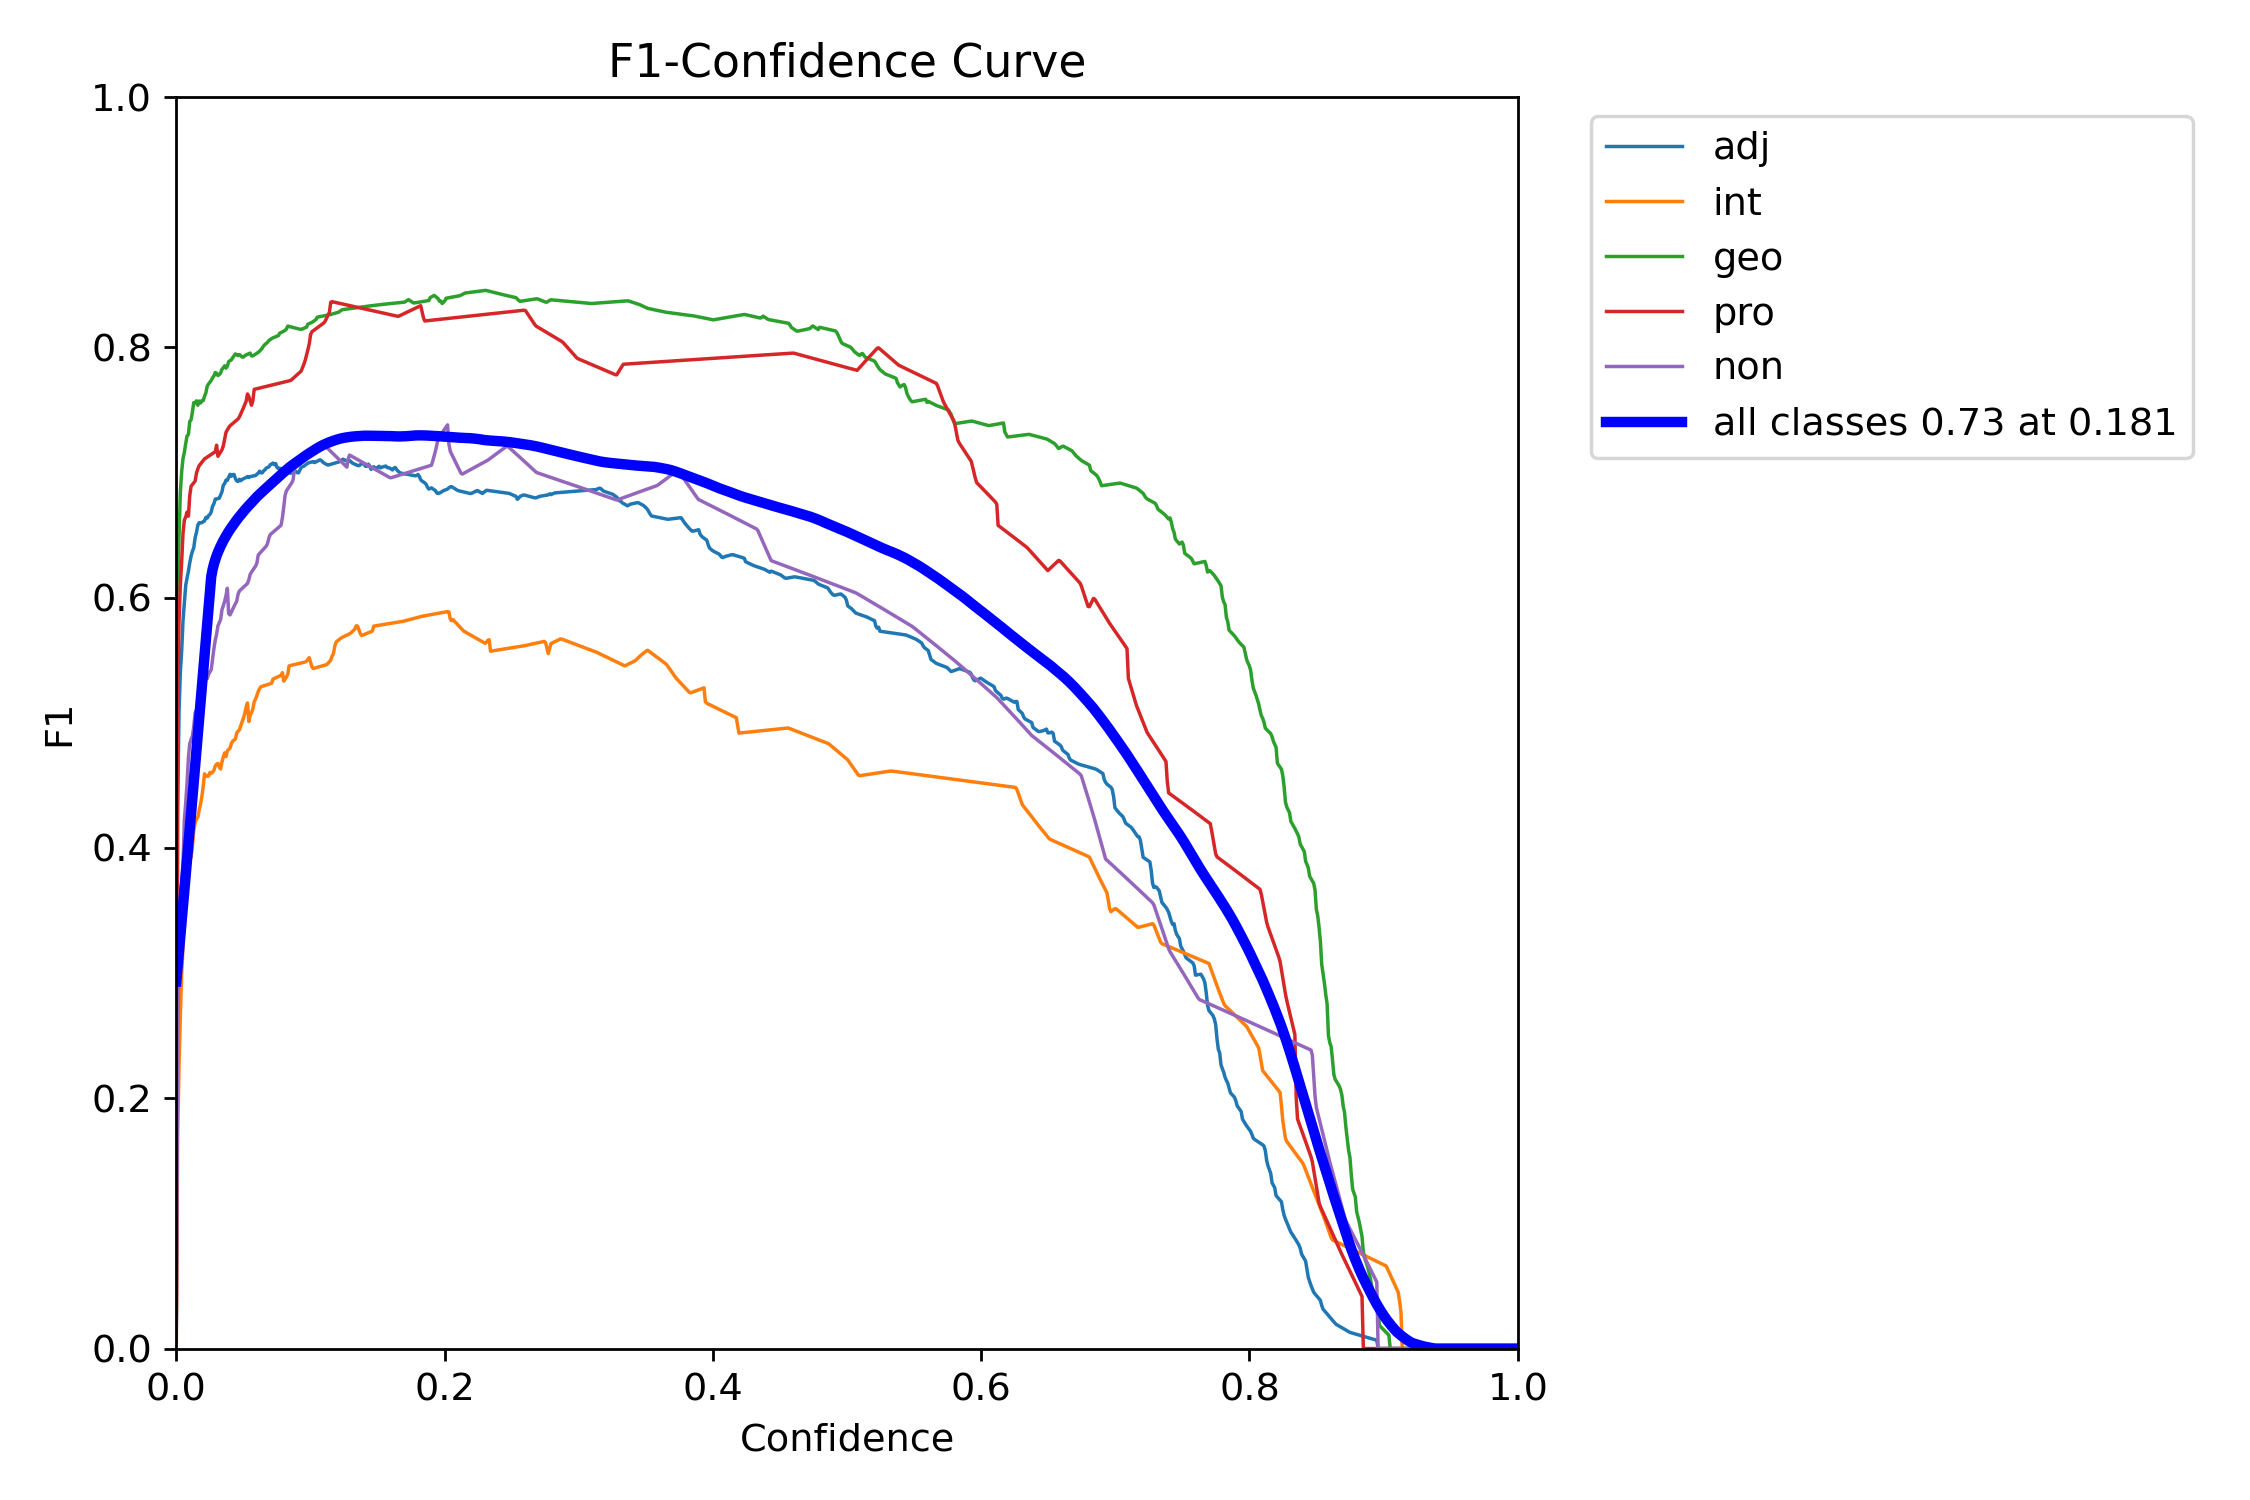 F1-Confidence Curve
1.0
0.8
0.6
0.4
0.2
0.0
F1
0.0 0.2 0.4 0.6 0.8 1.0
Confidence
adj
int
geo
pro
non
all classes 0.73 at 0.181